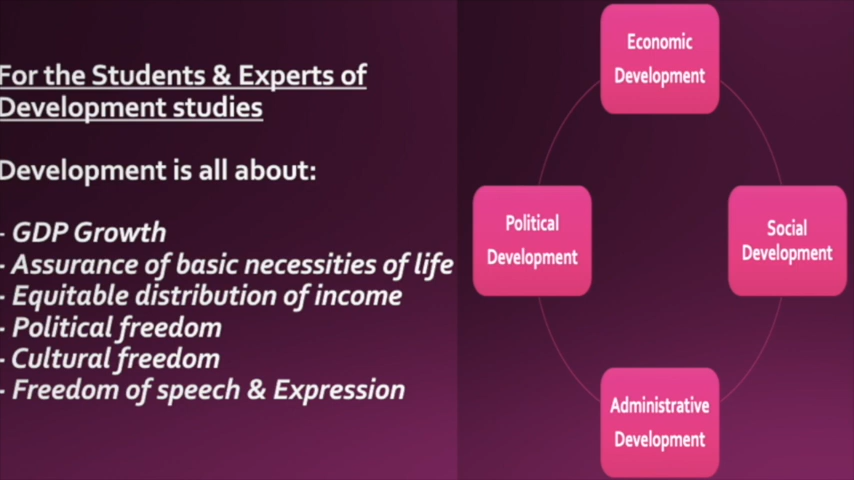 For the Students & Experts of
Development studies
Development is all about:
- GDP Growth
- Assurance of basic necessities of life
- Equitable distribution of income
- Political freedom
- Cultural freedom
- Freedom of speech & Expression
Economic
Development
Political
Development
Social
Development
Administrative
Development